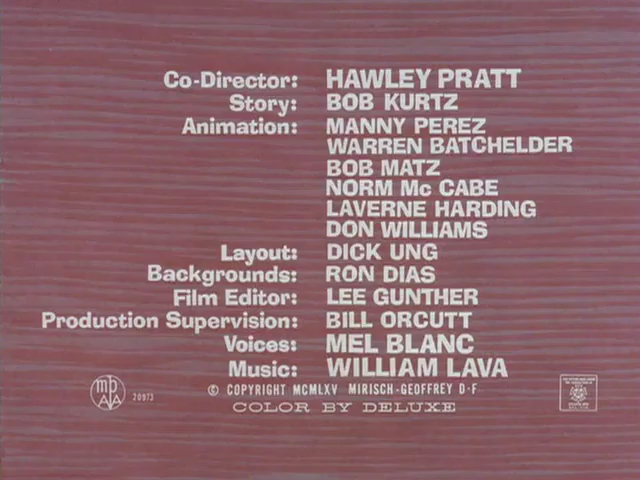 Co-Director: HAWLEY PRATT
Story: BOB KURTZ
Animation: MANNY PEREZ
WARREN BATCHELDER
BOB MATZ
NORM Mc CABE
LAVERNE HARDING
DON WILLIAMS
Layout: DICK UNG
Backgrounds: RON DIAS
Film Editor: LEE GUNTHER
Production Supervision: BILL ORCUTT
Voices: MEL BLANC
Music: WILLIAM LAVA
© COPYRIGHT MCMLXV MIRISCH-GEOFFREY D-F
COLOR BY DELUXE